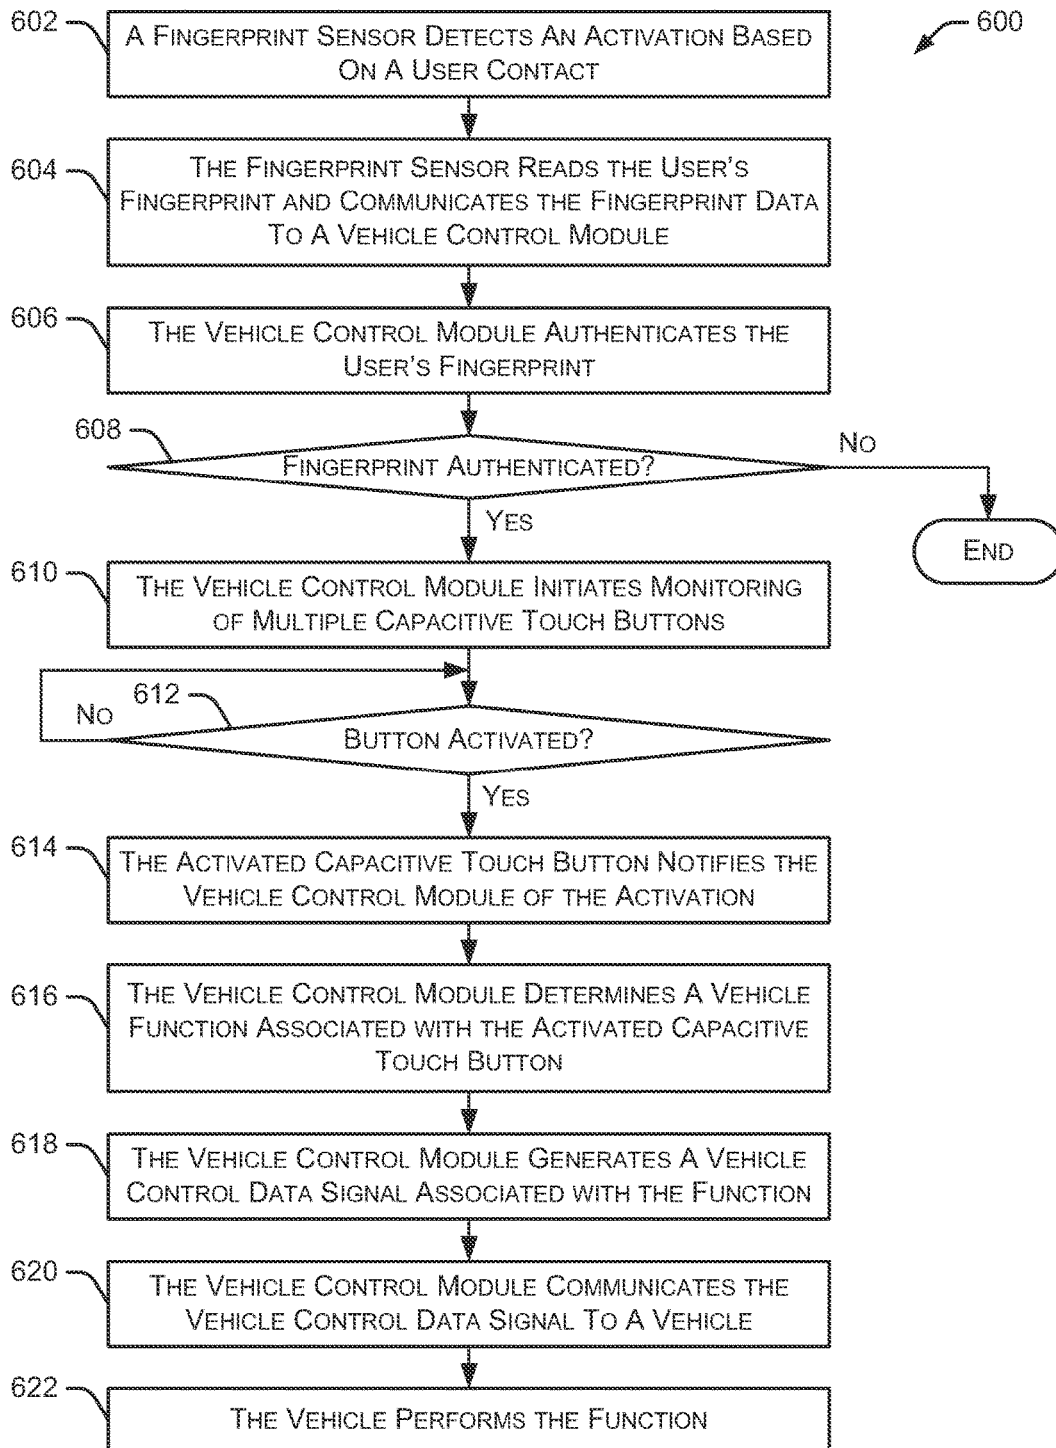 602
A FINGERPRINT SENSOR DETECTS AN ACTIVATION BASED
ON A USER CONTACT
600
604
THE FINGERPRINT SENSOR READS THE USER'S
FINGERPRINT AND COMMUNICATES THE FINGERPRINT DATA
TO A VEHICLE CONTROL MODULE
606
THE VEHICLE CONTROL MODULE AUTHENTICATES THE
USER'S FINGERPRINT
608
FINGERPRINT AUTHENTICATED?
NO
YES
END
610
THE VEHICLE CONTROL MODULE INITIATES MONITORING
OF MULTIPLE CAPACITIVE TOUCH BUTTONS
612
NO
BUTTON ACTIVATED?
YES
614
THE ACTIVATED CAPACITIVE TOUCH BUTTON NOTIFIES THE
VEHICLE CONTROL MODULE OF THE ACTIVATION
616
THE VEHICLE CONTROL MODULE DETERMINES A VEHICLE
FUNCTION ASSOCIATED WITH THE ACTIVATED CAPACITIVE
TOUCH BUTTON
618
THE VEHICLE CONTROL MODULE GENERATES A VEHICLE
CONTROL DATA SIGNAL ASSOCIATED WITH THE FUNCTION
620
THE VEHICLE CONTROL MODULE COMMUNICATES THE
VEHICLE CONTROL DATA SIGNAL TO A VEHICLE
622
THE VEHICLE PERFORMS THE FUNCTION